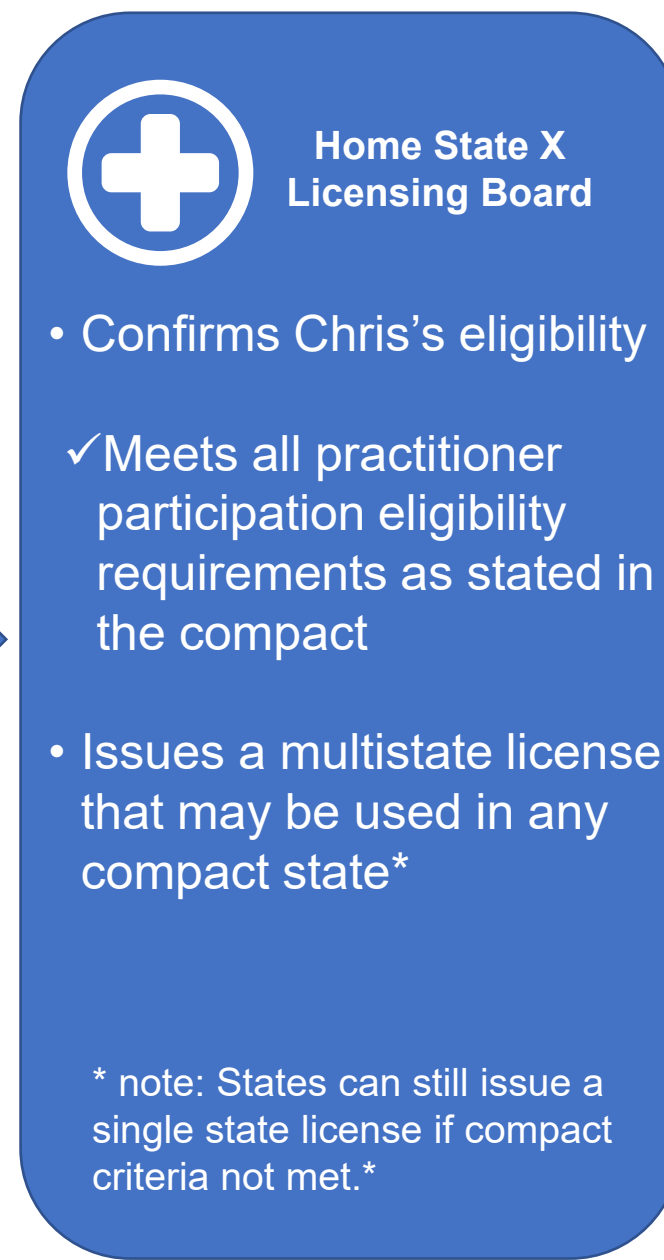 Home State X
Licensing Board
• Confirms Chris’s eligibility
✓Meets all practitioner
participation eligibility
requirements as stated in
the compact
• Issues a multistate license
that may be used in any
compact state*
* note: States can still issue a
single state license if compact
criteria not met.*